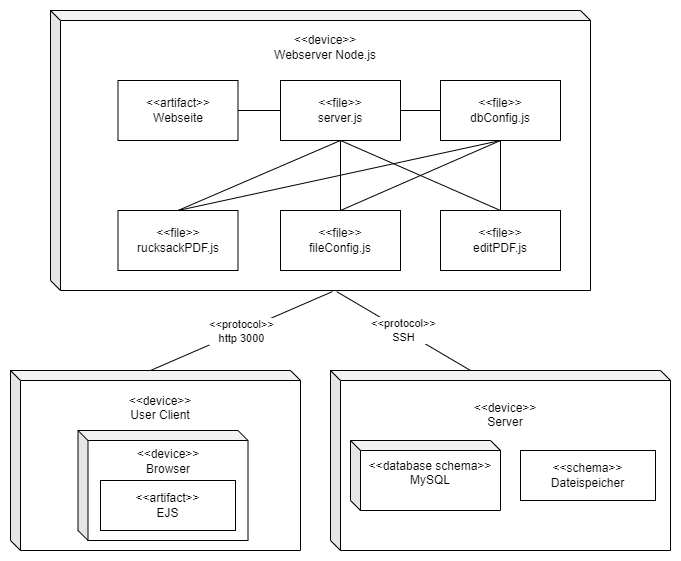 <<device>>
Webserver Node.js
<<artifact>>
Webseite
<<file>>
server.js
<<file>>
dbConfig.js
<<file>>
rucksackPDF.js
<<file>>
fileConfig.js
<<file>>
editPDF.js
<<protocol>>
http 3000
<<protocol>>
SSH
<<device>>
User Client
<<device>>
Browser
<<artifact>>
EJS
<<device>>
Server
<<database schema>>
MySQL
<<schema>>
Dateispeicher